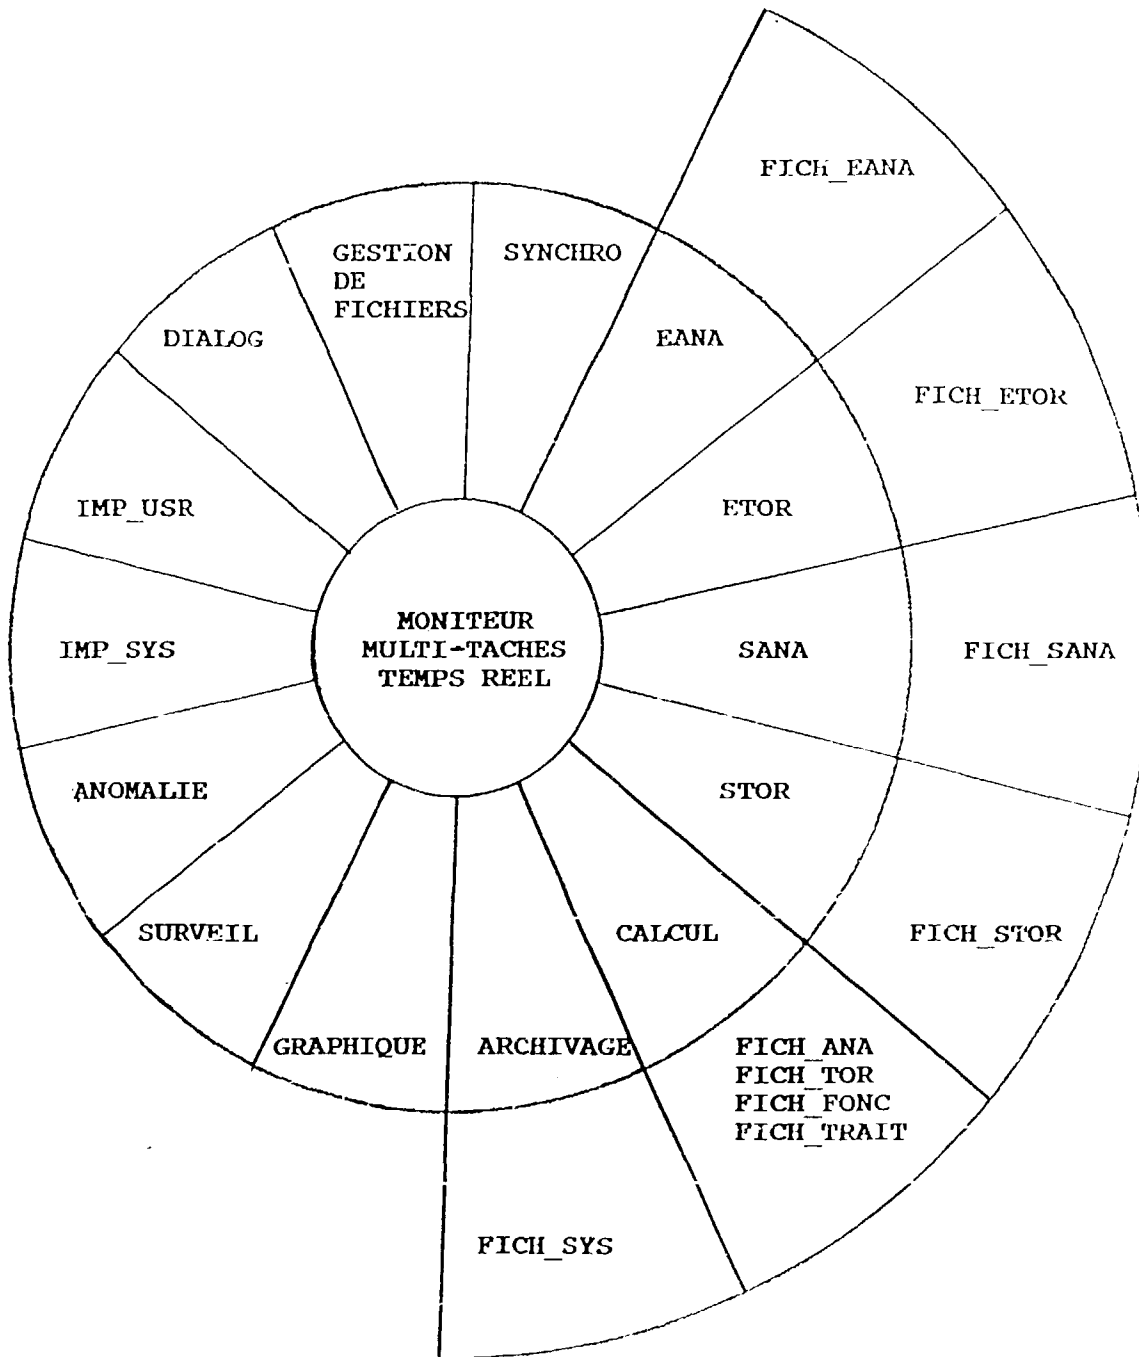 FICH_EANA
GESTION
DE
FICHIERS
SYNCHRO
DIALOG
EANA
FICH_ETOR
IMP_USR
ETOR
MONITEUR
MULTI-TACHES
TEMPS REEL
IMP_SYS
SANA
FICH_SANA
ANOMALIE
STOR
SURVEIL
CALCUL
FICH_STOR
GRAPHIQUE
ARCHIVAGE
FICH_ANA
FICH_TOR
FICH_FONC
FICH_TRAIT
FICH_SYS